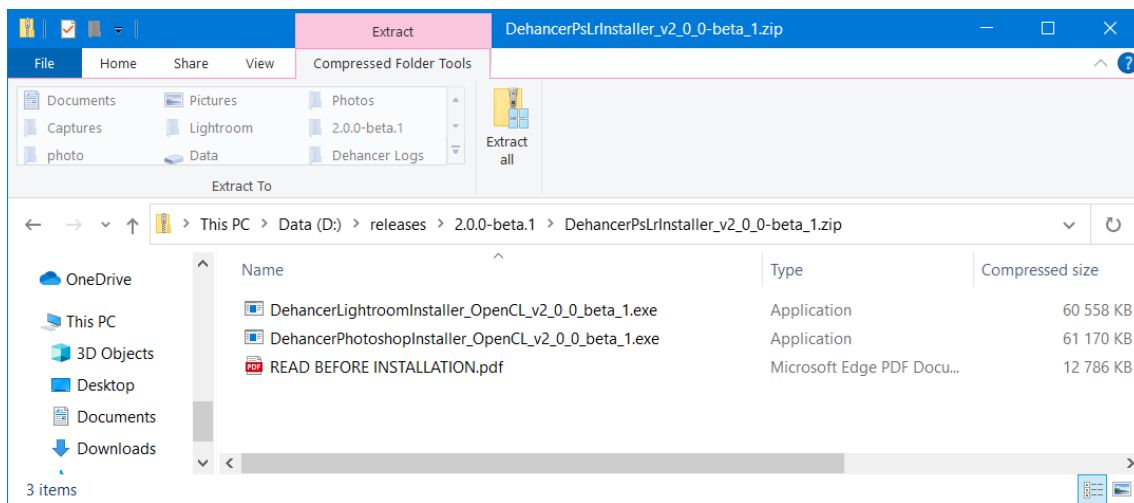 Extract
DehancerPsLrInstaller_v2_0_0-beta_1.zip
File
Home
Share
View
Compressed Folder Tools
?
Documents
Pictures
Photos
Captures
Lightroom
2.0.0-beta.1
photo
Data
Dehancer Logs
Extract
all
Extract To
This PC > Data (D:) > releases > 2.0.0-beta.1 > DehancerPsLrInstaller_v2_0_0-beta_1.zip
OneDrive
This PC
3D Objects
Desktop
Documents
Downloads
Name
Type
Compressed size
DehancerLightroomInstaller_OpenCL_v2_0_0_beta_1.exe
Application
60 558 KB
DehancerPhotoshopInstaller_OpenCL_v2_0_0_beta_1.exe
Application
61 170 KB
PDF
READ BEFORE INSTALLATION.pdf
Microsoft Edge PDF Docu...
12 786 KB
3 items